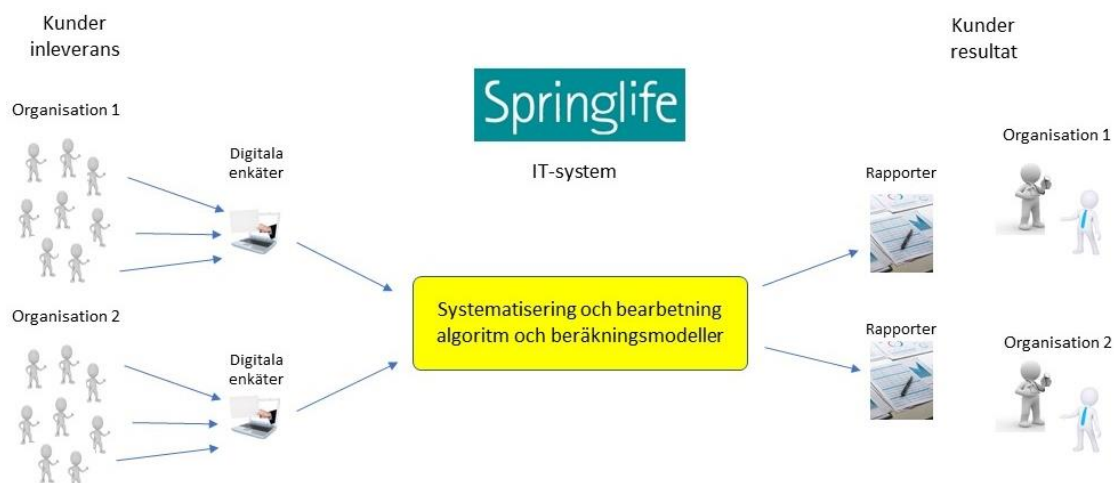 Kunder
inleverans
Organisation 1
Digitala
enkäter
Organisation 2
Digitala
enkäter
Springlife
IT-system
Systematisering och bearbetning
algoritm och beräkningsmodeller
Kunder
resultat
Rapporter
Organisation 1
Rapporter
Organisation 2